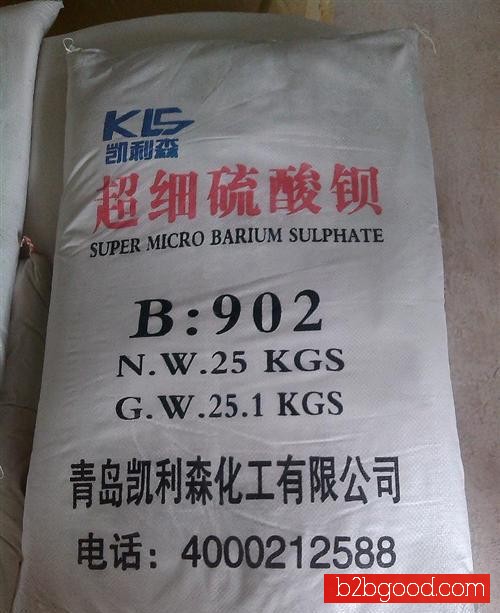 KLS
凯利森
超细硫酸钡
SUPER MICRO BARIUM SULPHATE
B:902
N.W.25 KGS
G.W.25.1 KGS
青岛凯利森化工有限公司
电话：4000212588
b2bgood.com